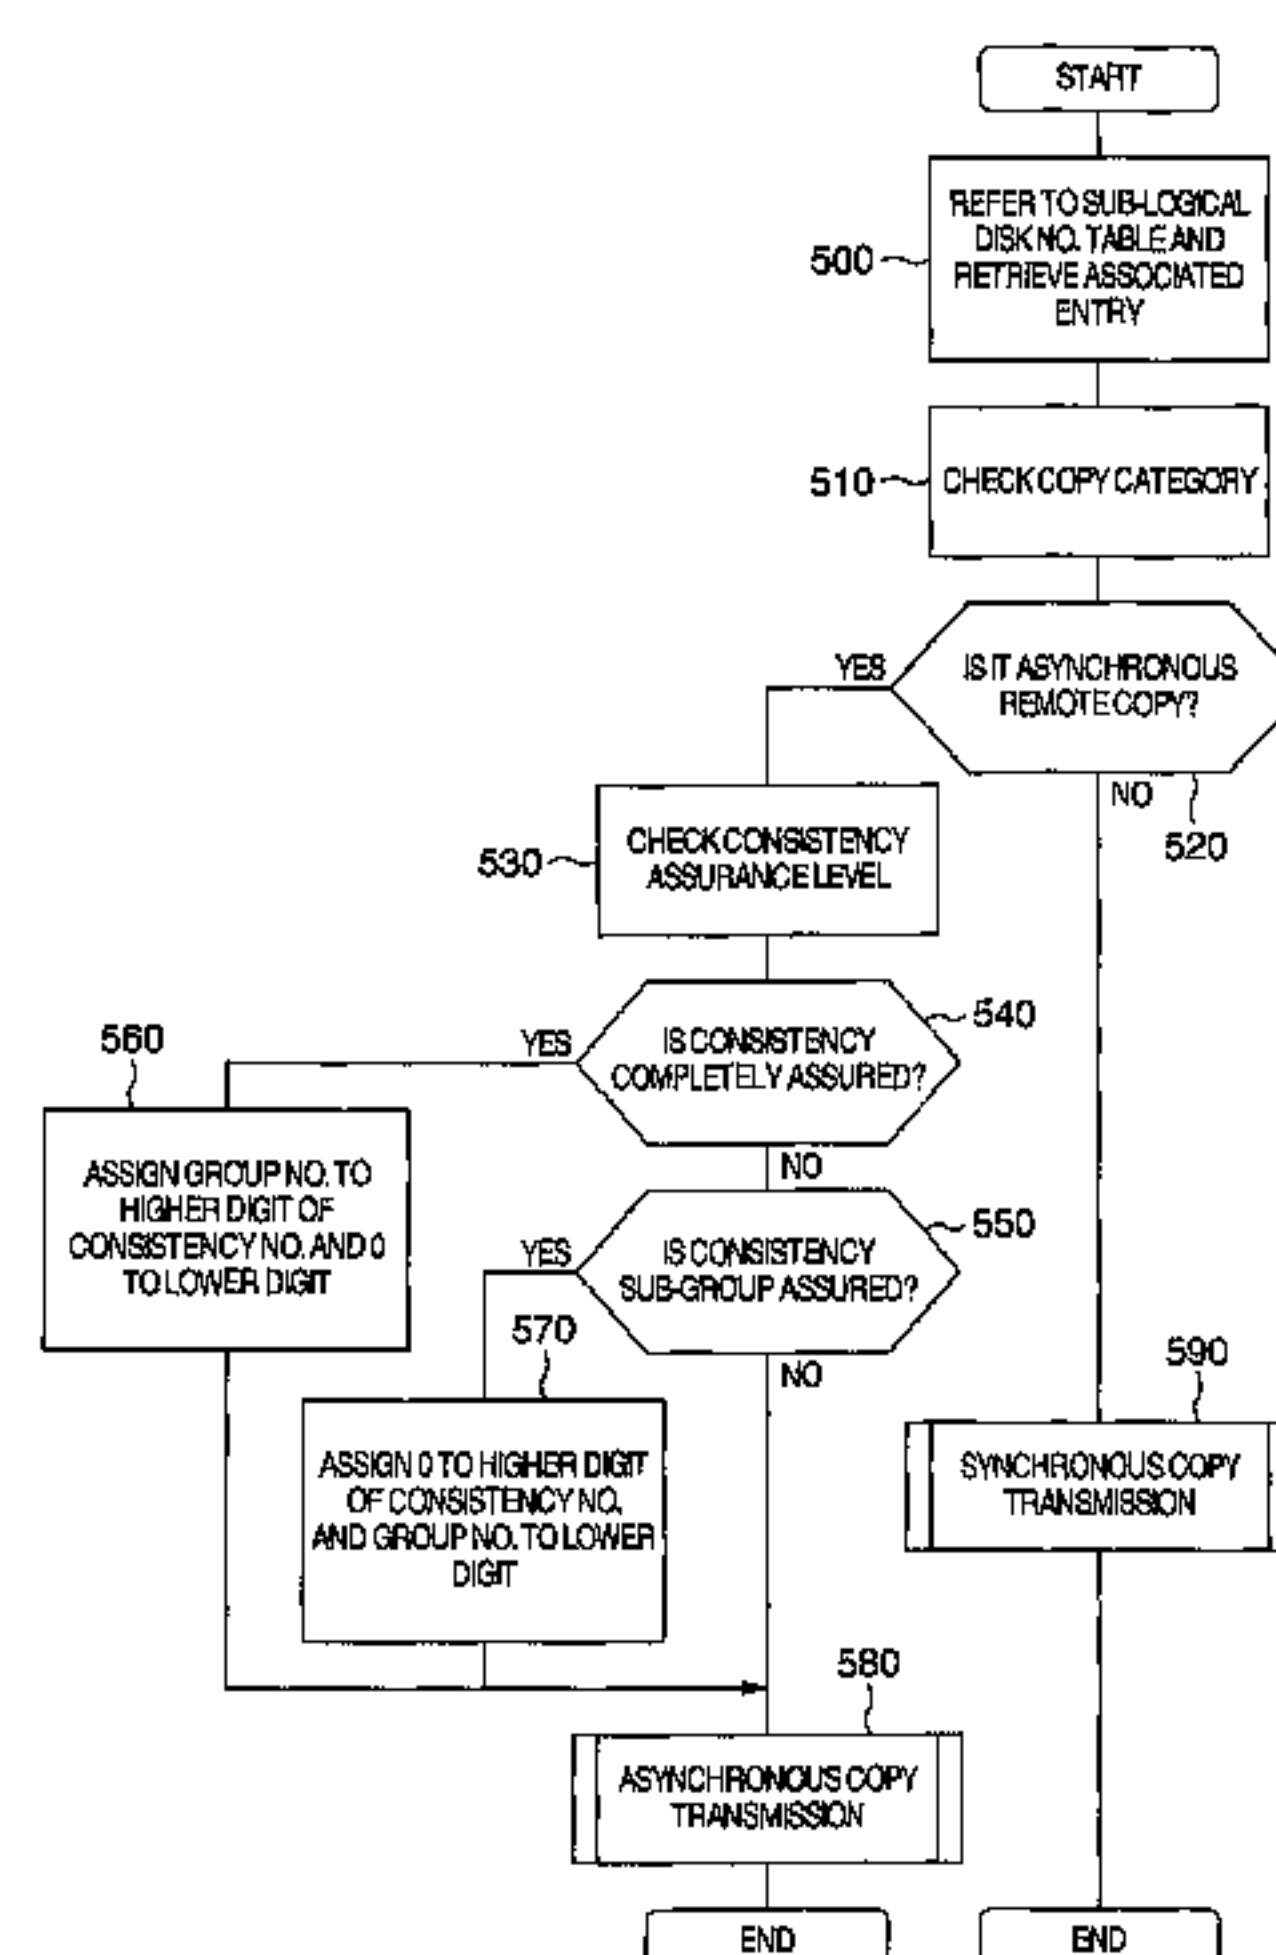 START
REFER TO SUB-LOGICAL
DISK NO. TABLE AND
RETRIEVE ASSOCIATED
ENTRY
500
CHECK COPY CATEGORY
510
IS IT ASYNCHRONOUS
REMOTE COPY?
YES
NO
520
CHECK CONSISTENCY
ASSURANCE LEVEL
530
IS CONSISTENCY
COMPLETELY ASSURED?
540
YES
NO
560
ASSIGN GROUP NO. TO
HIGHER DIGIT OF
CONSISTENCY NO. AND 0
TO LOWER DIGIT
IS CONSISTENCY
SUB-GROUP ASSURED?
550
YES
NO
570
ASSIGN 0 TO HIGHER DIGIT
OF CONSISTENCY NO.
AND GROUP NO. TO LOWER
DIGIT
590
SYNCHRONOUS COPY
TRANSMISSION
580
ASYNCHRONOUS COPY
TRANSMISSION
END
END